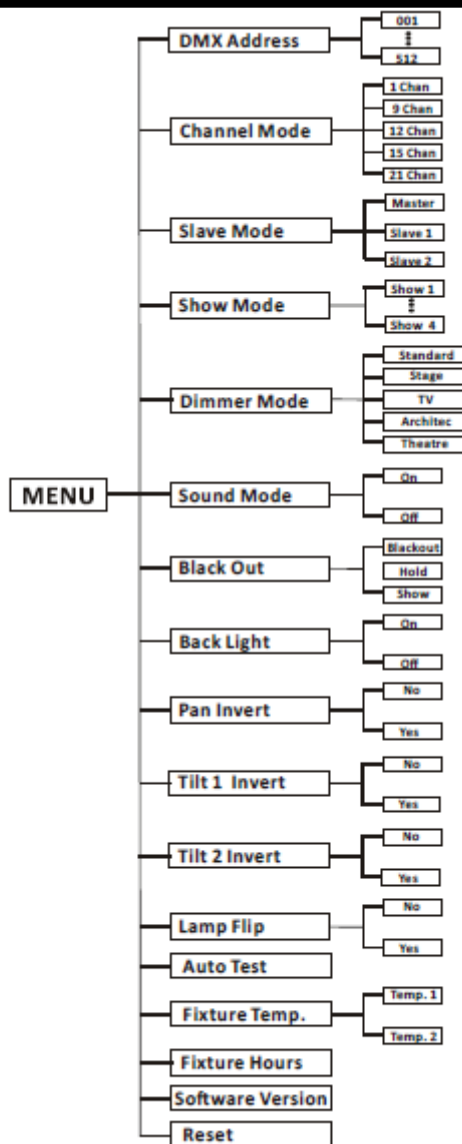 DMX Address
001
512
Channel Mode
1 Chan
9 Chan
12 Chan
15 Chan
21 Chan
Slave Mode
Master
Slave 1
Slave 2
Show Mode
Show 1
Show 4
Dimmer Mode
Standard
Stage
TV
Architec
Theatre
MENU
Sound Mode
On
Off
Black Out
Blackout
Hold
Show
Back Light
On
Off
Pan Invert
No
Yes
Tilt 1 Invert
No
Yes
Tilt 2 Invert
No
Yes
Lamp Flip
No
Yes
Auto Test
Fixture Temp.
Temp. 1
Temp. 2
Fixture Hours
Software Version
Reset